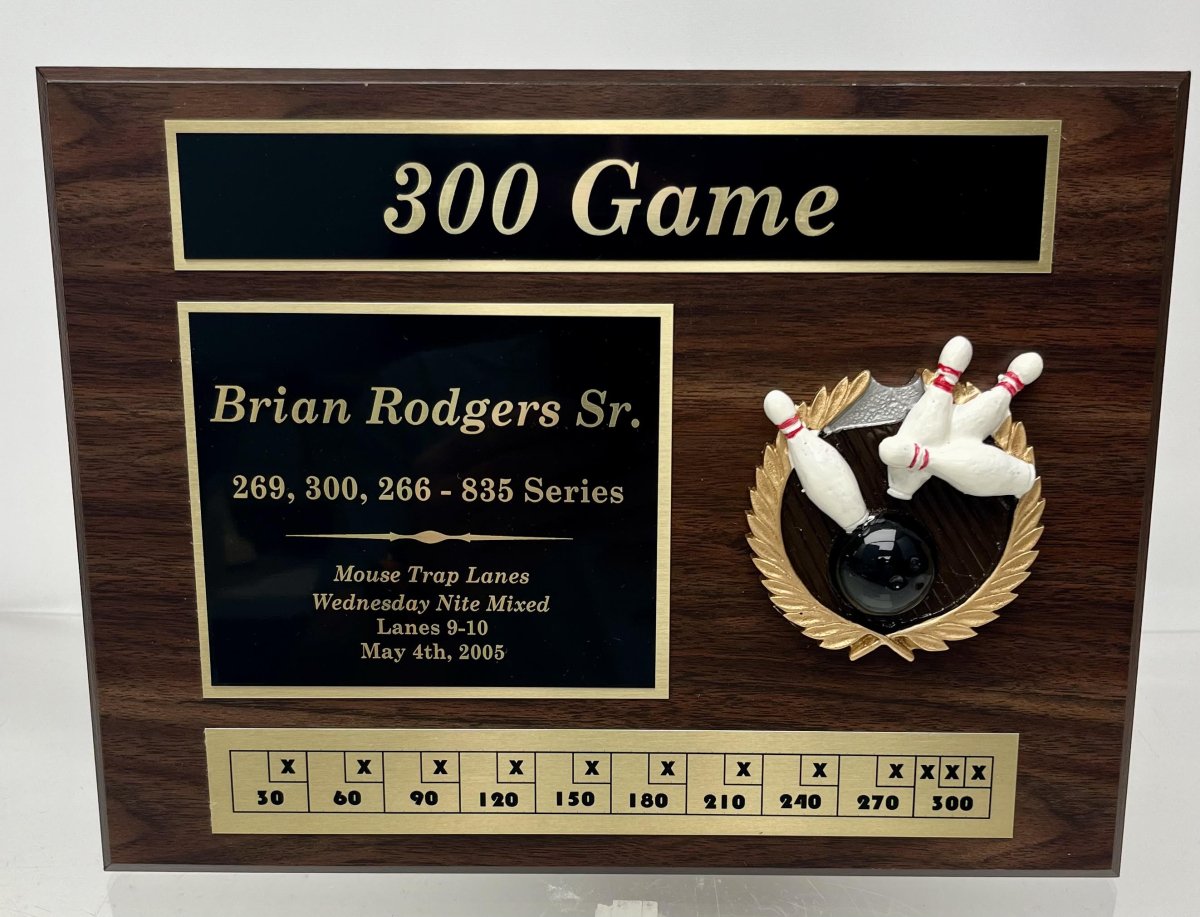 300 Game
Brian Rodgers Sr.
269, 300, 266 - 835 Series
Mouse Trap Lanes
Wednesday Nite Mixed
Lanes 9-10
May 4th, 2005
X X X X X X X X X X X X
30 60 90 120 150 180 210 240 270 300